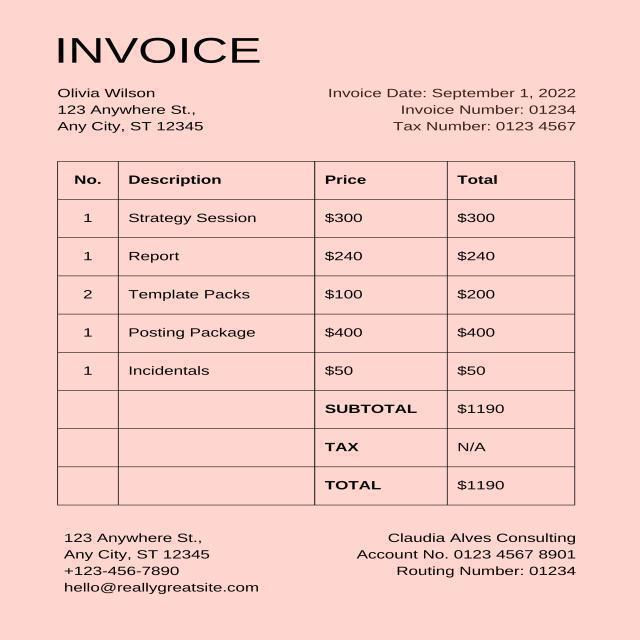 INVOICE
Olivia Wilson
123 Anywhere St.,
Any City, ST 12345
Invoice Date: September 1, 2022
Invoice Number: 01234
Tax Number: 0123 4567
No. Description Price Total
1 Strategy Session $300 $300
1 Report $240 $240
2 Template Packs $100 $200
1 Posting Package $400 $400
1 Incidentals $50 $50
SUBTOTAL $1190
TAX N/A
TOTAL $1190
123 Anywhere St.,
Any City, ST 12345
+123-456-7890
hello@reallygreatsite.com
Claudia Alves Consulting
Account No. 0123 4567 8901
Routing Number: 01234